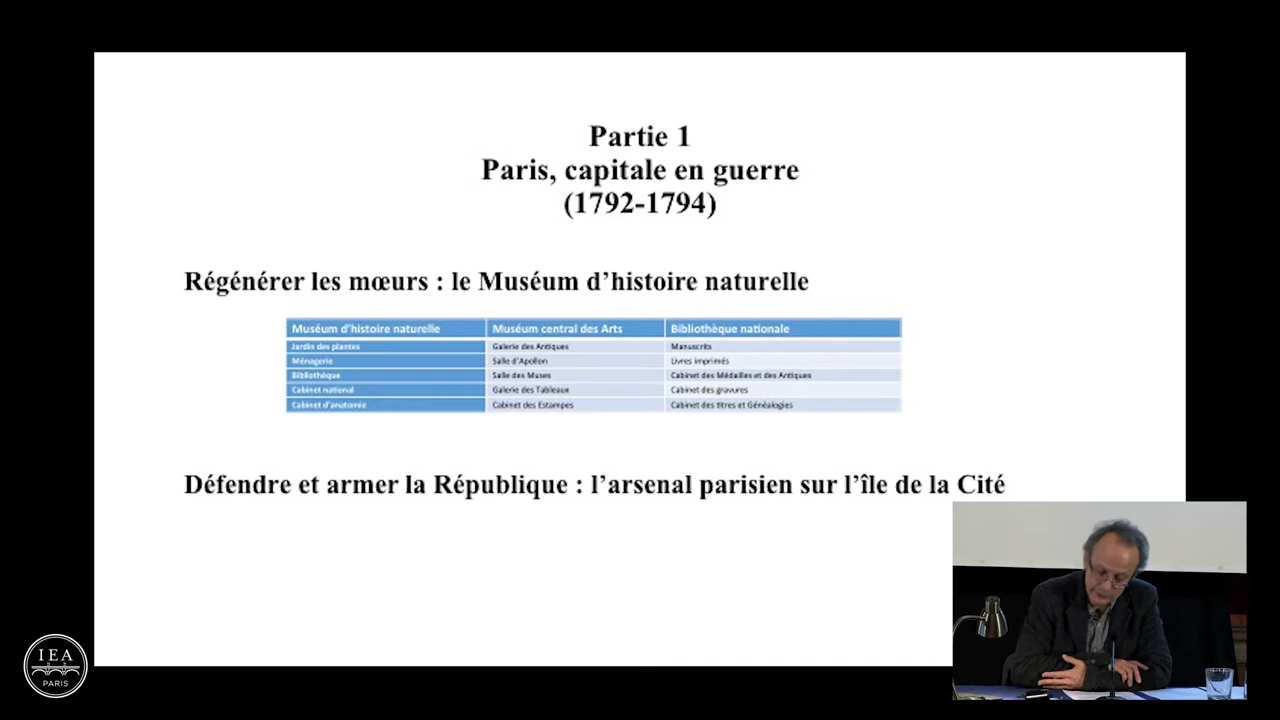 Partie 1
Paris, capitale en guerre
(1792-1794)
Régénérer les mœurs : le Muséum d’histoire naturelle
Muséum d'histoire naturelle Muséum central des Arts Bibliothèque nationale
Jardin des plantes Galerie des Antiques Manuscrits
Ménagerie Salle d'Apollon Livres imprimés
Bibliothèque Salle des Muses Cabinet des Médailles et des Antiques
Cabinet national Galerie des Tableaux Cabinet des gravures
Cabinet d'anatomie Cabinet des Estampes Cabinet des titres et Généalogies
Défendre et armer la République : l’arsenal parisien sur l’île de la Cité
IEA
PARIS